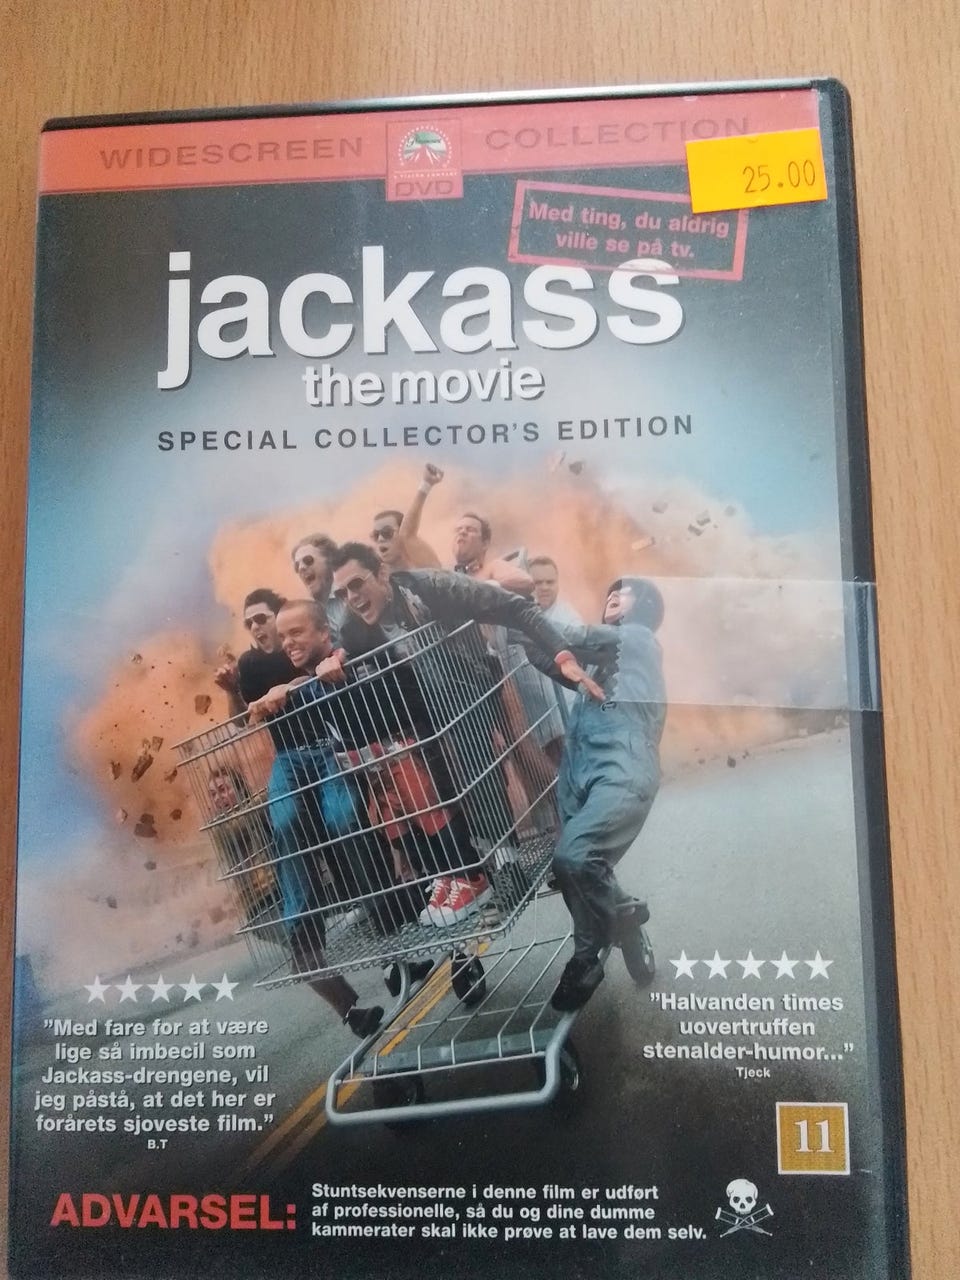 WIDESCREEN COLLECTION
Paramount
DVD
25.00
Med ting, du aldrig
ville se på tv.
jackass
the movie
SPECIAL COLLECTOR'S EDITION
"Med fare for at være
lige så imbecil som
Jackass-drengene, vil
jeg påstå, at det her er
forårets sjoveste film."
B.T
"Halvanden times
uovertruffen
stenalder-humor..."
Tjeck
11
ADVARSEL:
Stuntsekvenserne i denne film er udført
af professionelle, så du og dine dumme
kammerater skal ikke prøve at lave dem selv.